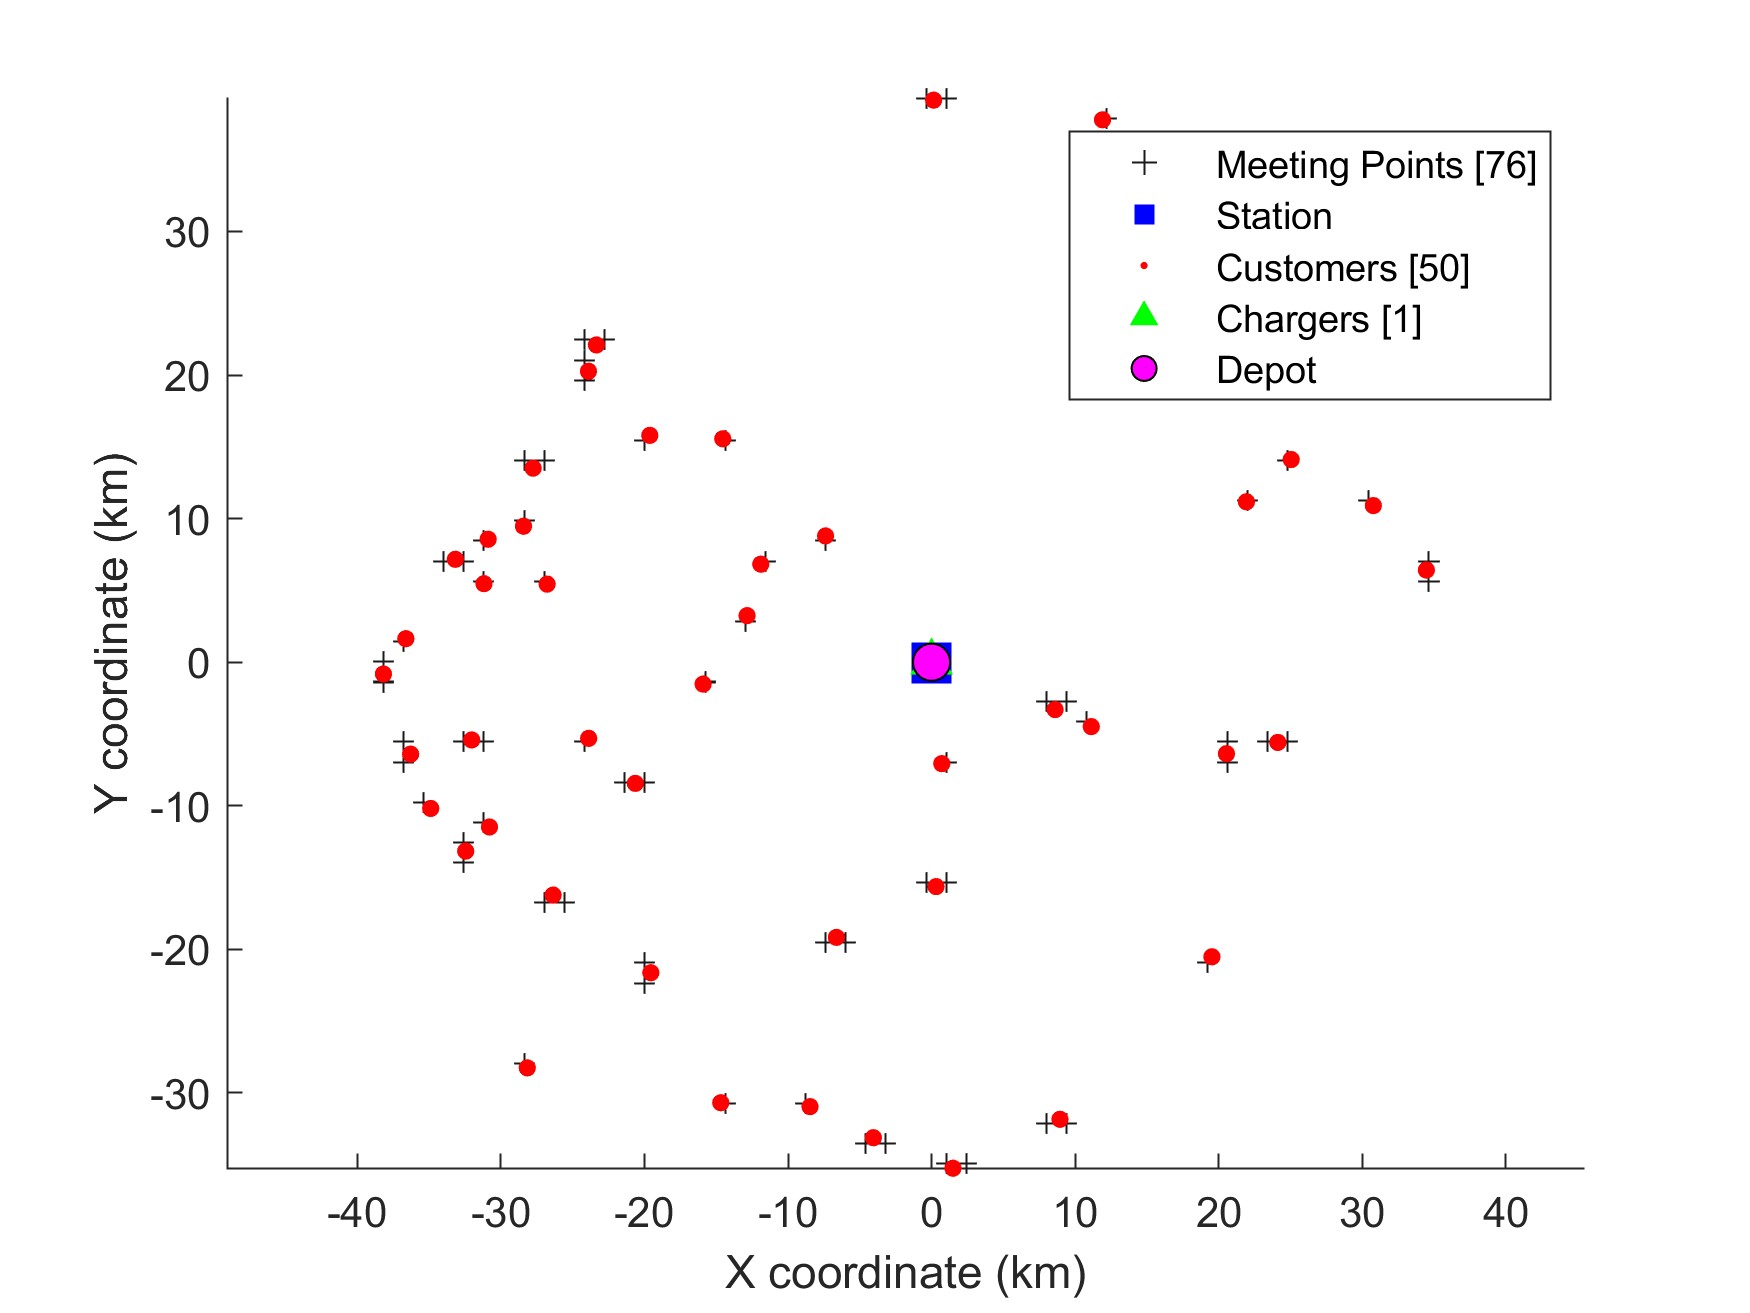 Meeting Points [76]
Station
Customers [50]
Chargers [1]
Depot
30
20
10
0
-10
-20
-30
Y coordinate (km)
-40 -30 -20 -10 0 10 20 30 40
X coordinate (km)